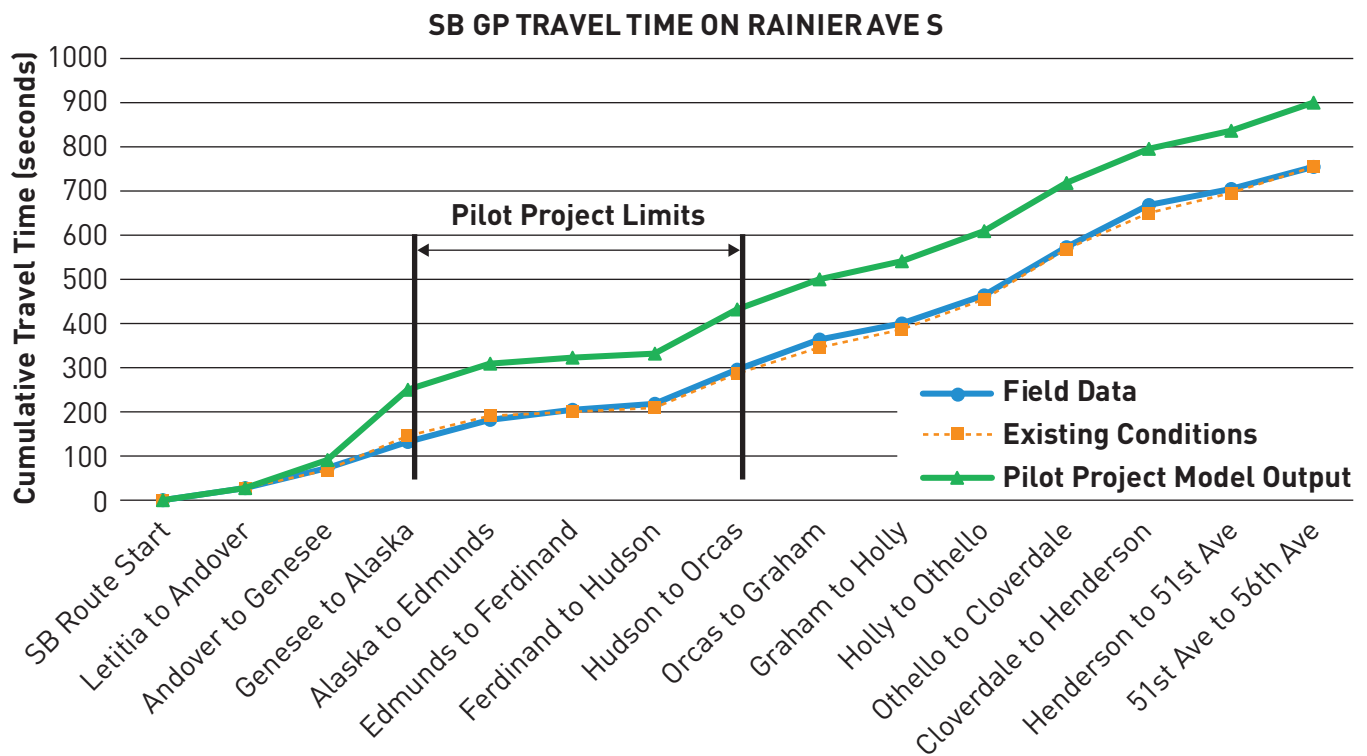 SB GP TRAVEL TIME ON RAINIER AVE S
Cumulative Travel Time (seconds)
1000
900
800
700
600
500
400
300
200
100
0
Pilot Project Limits
Field Data
Existing Conditions
Pilot Project Model Output
SB Route Start
Letitia to Andover
Andover to Genesee
Genesee to Alaska
Alaska to Edmunds
Edmunds to Ferdinand
Ferdinand to Hudson
Hudson to Orcas
Orcas to Graham
Graham to Holly
Holly to Othello
Othello to Cloverdale
Cloverdale to Henderson
Henderson to 51st Ave
51st Ave to 56th Ave